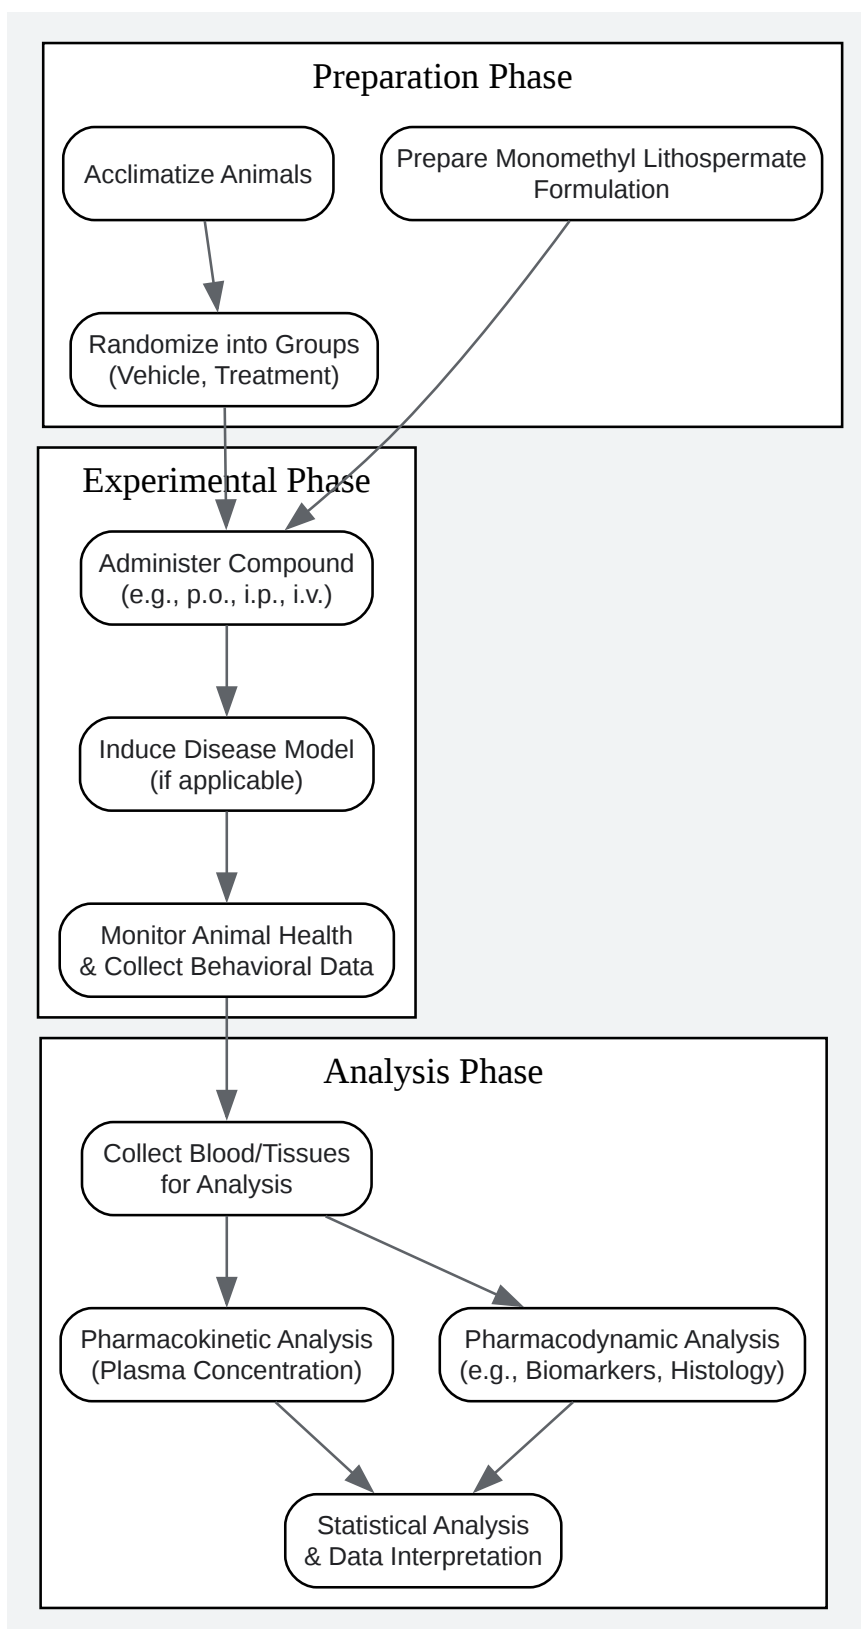 Preparation Phase
Acclimatize Animals
Prepare Monomethyl Lithospermate
Formulation
Randomize into Groups
(Vehicle, Treatment)
Experimental Phase
Administer Compound
(e.g., p.o., i.p., i.v.)
Induce Disease Model
(if applicable)
Monitor Animal Health
& Collect Behavioral Data
Analysis Phase
Collect Blood/Tissues
for Analysis
Pharmacokinetic Analysis
(Plasma Concentration)
Pharmacodynamic Analysis
(e.g., Biomarkers, Histology)
Statistical Analysis
& Data Interpretation